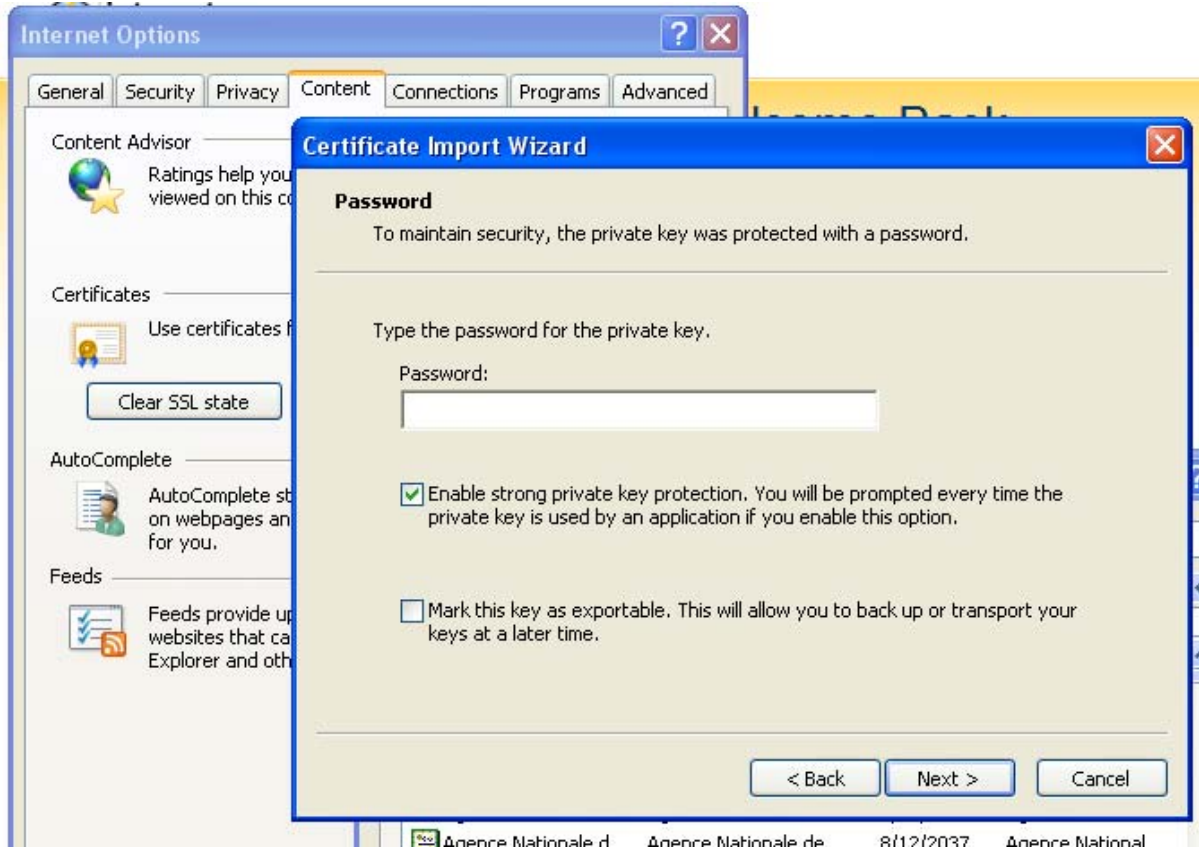 Internet Options
General Security Privacy Content Connections Programs Advanced
Content Advisor
Ratings help you
viewed on this co
Certificates
Use certificates f
Clear SSL state
AutoComplete
AutoComplete st
on webpages an
for you.
Feeds
Feeds provide up
websites that ca
Explorer and oth
Certificate Import Wizard
Password
To maintain security, the private key was protected with a password.
Type the password for the private key.
Password:
Enable strong private key protection. You will be prompted every time the
private key is used by an application if you enable this option.
Mark this key as exportable. This will allow you to back up or transport your
keys at a later time.
< Back Next > Cancel
Agence Nationale d Agence Nationale de 8/12/2037 Agence National